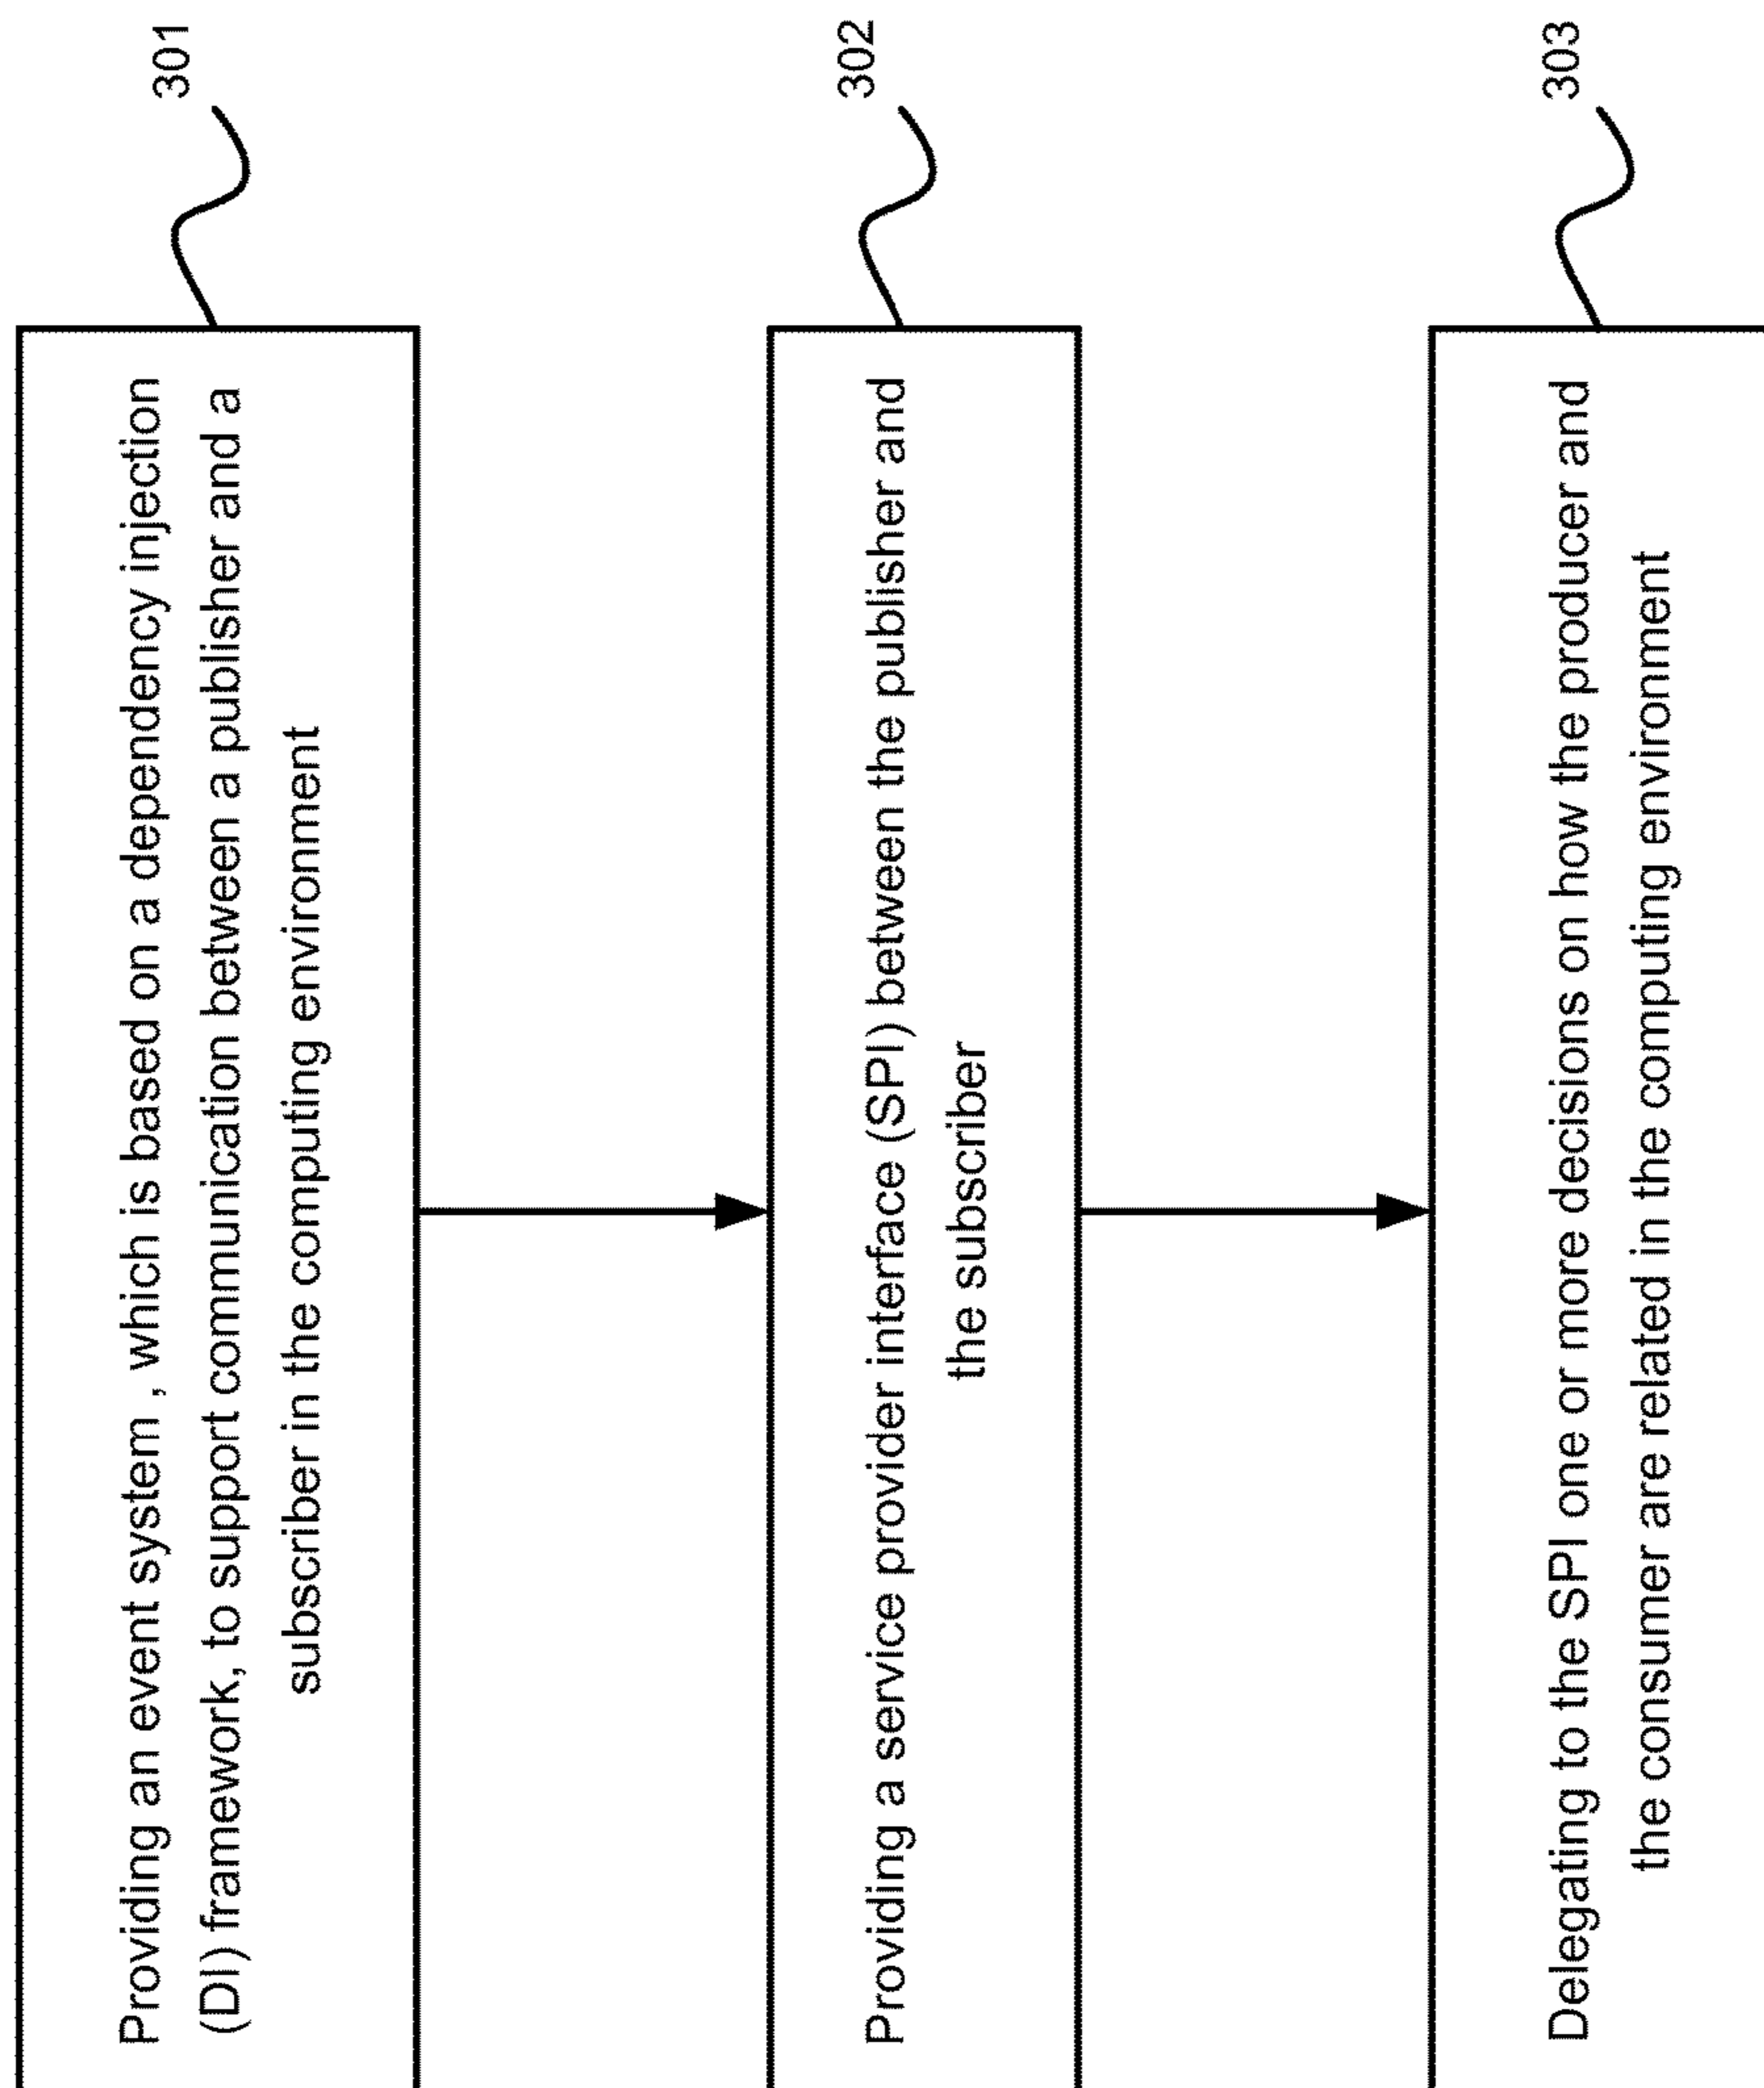 301
Providing an event system , which is based on a dependency injection
(DI) framework, to support communication between a publisher and a
subscriber in the computing environment
302
Providing a service provider interface (SPI) between the publisher and
the subscriber
303
Delegating to the SPI one or more decisions on how the producer and
the consumer are related in the computing environment